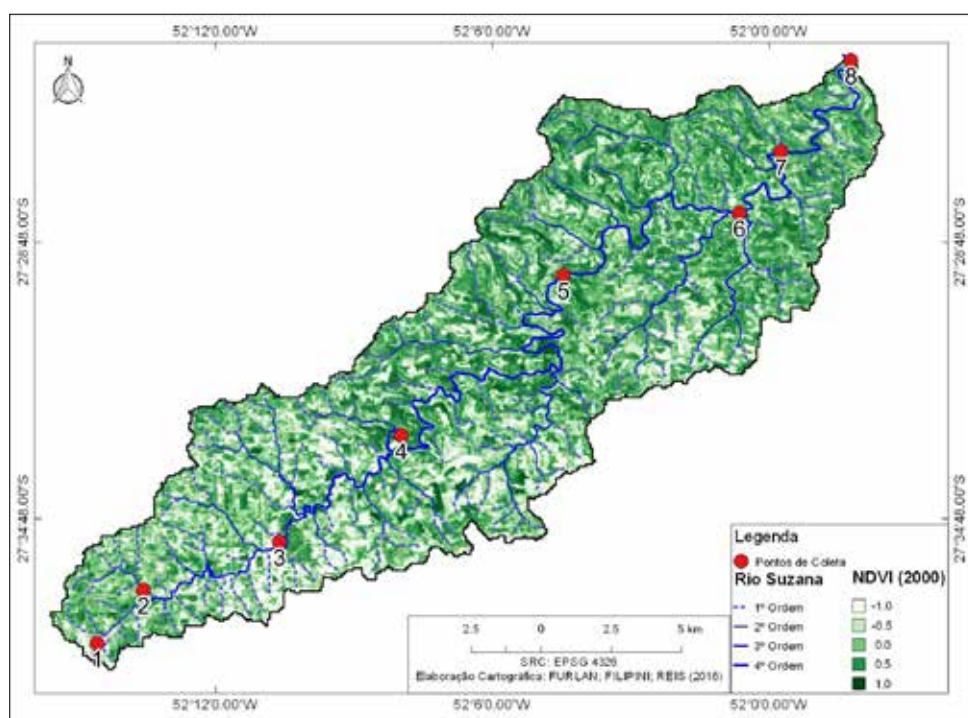 52°12'0.00"W 52°6'0.00"W 52°0'0.00"W
27°28'48.00"S 27°28'48.00"S
27°34'48.00"S 27°34'48.00"S
8
7
6
5
4
3
2
1
Legenda
Pontos de Coleta
Rio Suzana NDVI (2000)
1ª Ordem -1.0
2ª Ordem -0.5
3ª Ordem 0.0
4ª Ordem 0.5
1.0
2.5 0 2.5 5 km
SRC: EPSG 4326
Elaboração Cartográfica: FURLAN; FILIPINI; REIS (2016)
52°12'0.00"W 52°6'0.00"W 52°0'0.00"W